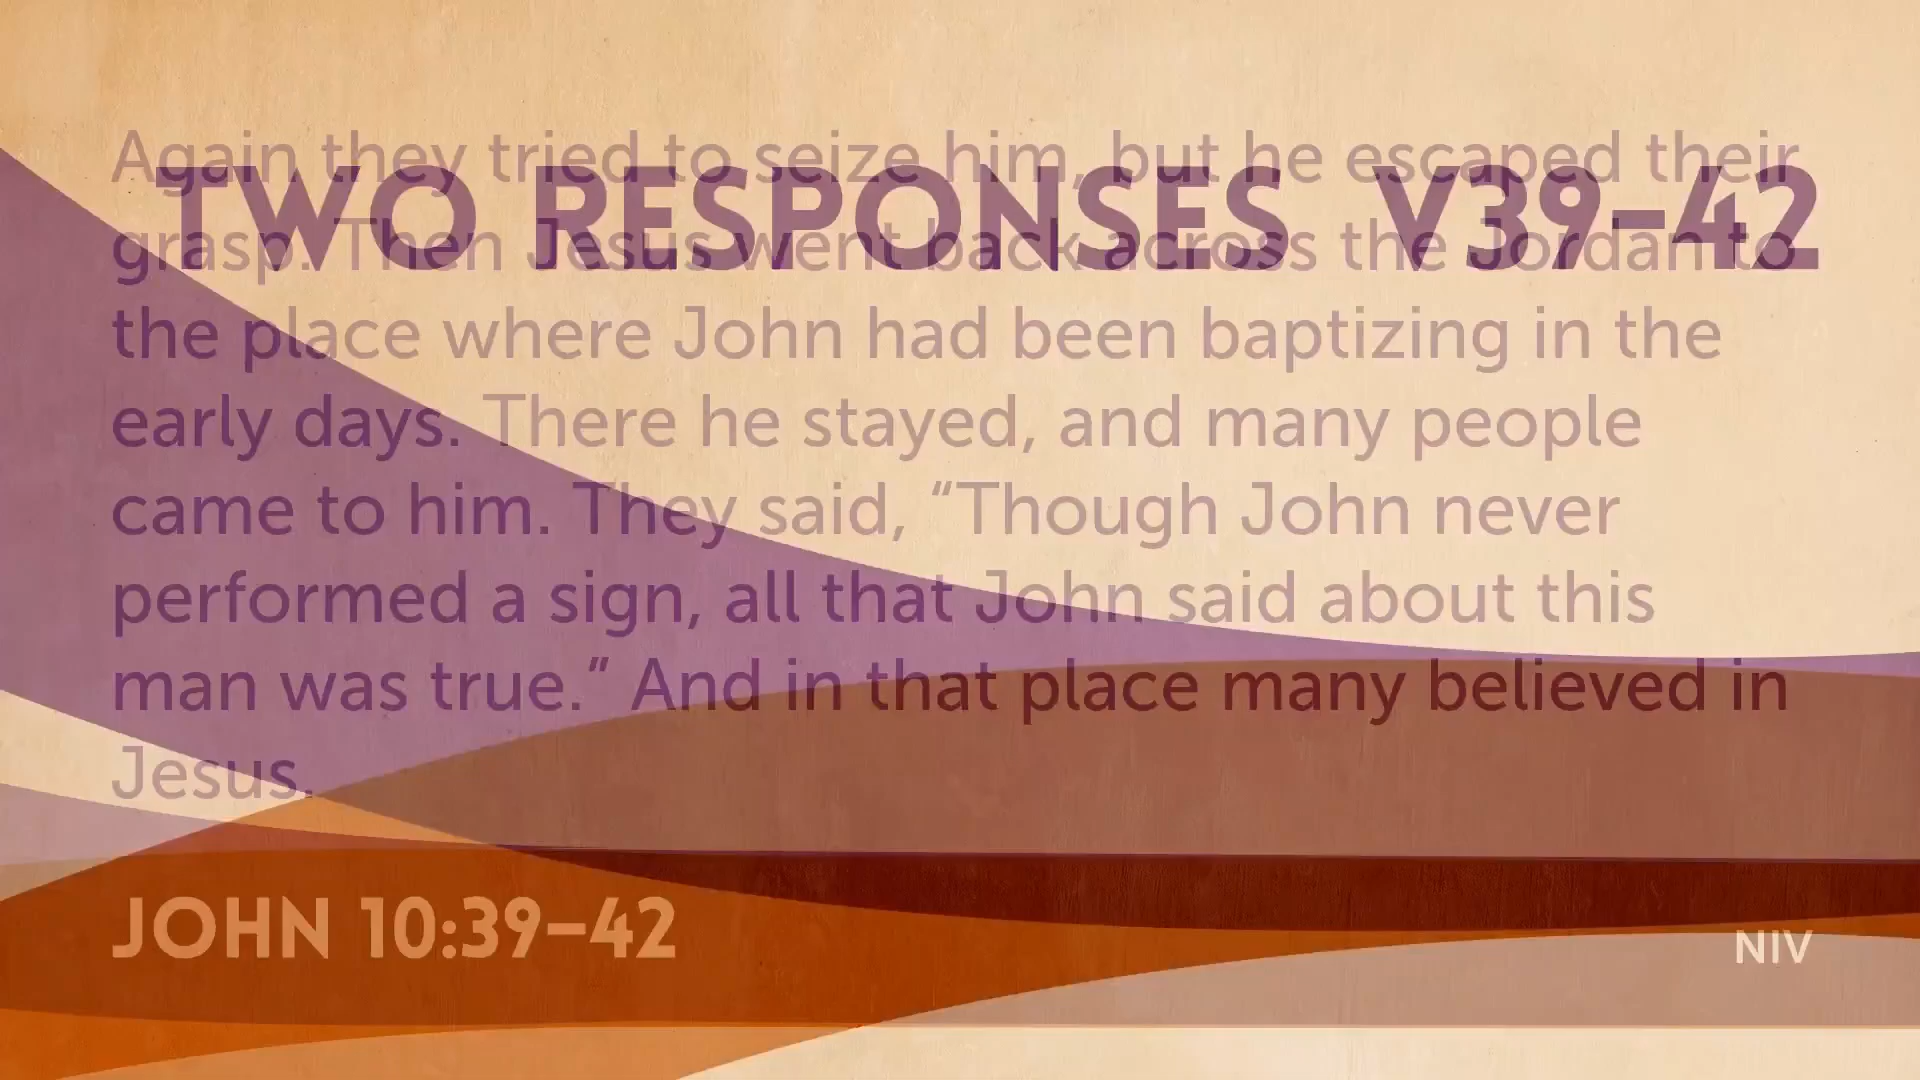 TWO RESPONSES V39–42
Again they tried to seize him, but he escaped their
grasp. Then Jesus went back across the Jordan to
the place where John had been baptizing in the
early days. There he stayed, and many people
came to him. They said, “Though John never
performed a sign, all that John said about this
man was true.” And in that place many believed in
Jesus.
JOHN 10:39–42
NIV